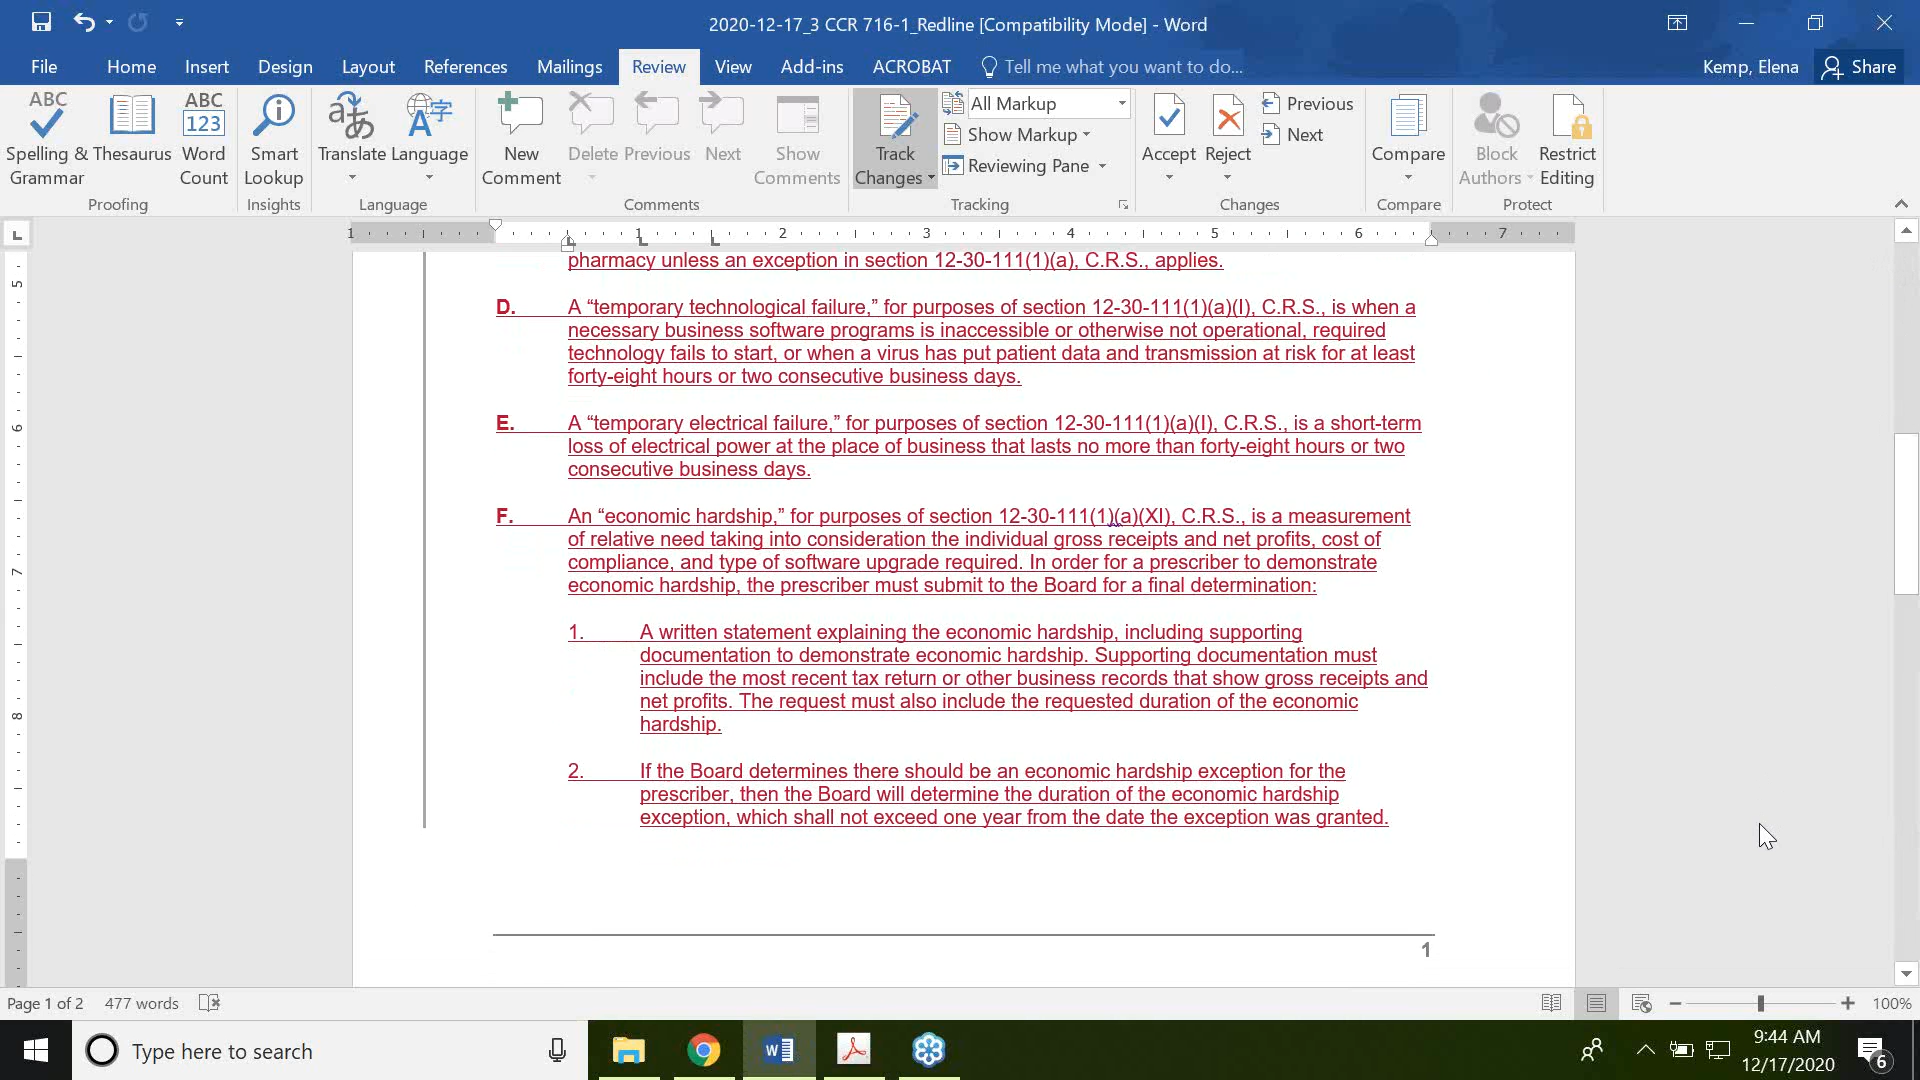 2020-12-17_3 CCR 716-1_Redline [Compatibility Mode] - Word
File Home Insert Design Layout References Mailings Review View Add-ins ACROBAT Tell me what you want to do... Kemp, Elena Share
Spelling & Grammar
Thesaurus
Word Count
Proofing
Smart Lookup
Insights
Translate
Language
Language
New Comment
Delete
Previous
Next
Show Comments
Comments
Track Changes
All Markup
Show Markup
Reviewing Pane
Tracking
Accept
Reject
Previous
Next
Changes
Compare
Compare
Block Authors
Restrict Editing
Protect
1 1 2 3 4 5 6 7
5
6
7
8
pharmacy unless an exception in section 12-30-111(1)(a), C.R.S., applies.
D. A “temporary technological failure,” for purposes of section 12-30-111(1)(a)(I), C.R.S., is when a
necessary business software programs is inaccessible or otherwise not operational, required
technology fails to start, or when a virus has put patient data and transmission at risk for at least
forty-eight hours or two consecutive business days.
E. A “temporary electrical failure,” for purposes of section 12-30-111(1)(a)(I), C.R.S., is a short-term
loss of electrical power at the place of business that lasts no more than forty-eight hours or two
consecutive business days.
F. An “economic hardship,” for purposes of section 12-30-111(1)(a)(XI), C.R.S., is a measurement
of relative need taking into consideration the individual gross receipts and net profits, cost of
compliance, and type of software upgrade required. In order for a prescriber to demonstrate
economic hardship, the prescriber must submit to the Board for a final determination:
1. A written statement explaining the economic hardship, including supporting
documentation to demonstrate economic hardship. Supporting documentation must
include the most recent tax return or other business records that show gross receipts and
net profits. The request must also include the requested duration of the economic
hardship.
2. If the Board determines there should be an economic hardship exception for the
prescriber, then the Board will determine the duration of the economic hardship
exception, which shall not exceed one year from the date the exception was granted.
1
Page 1 of 2 477 words 100%
Type here to search
9:44 AM
12/17/2020
6